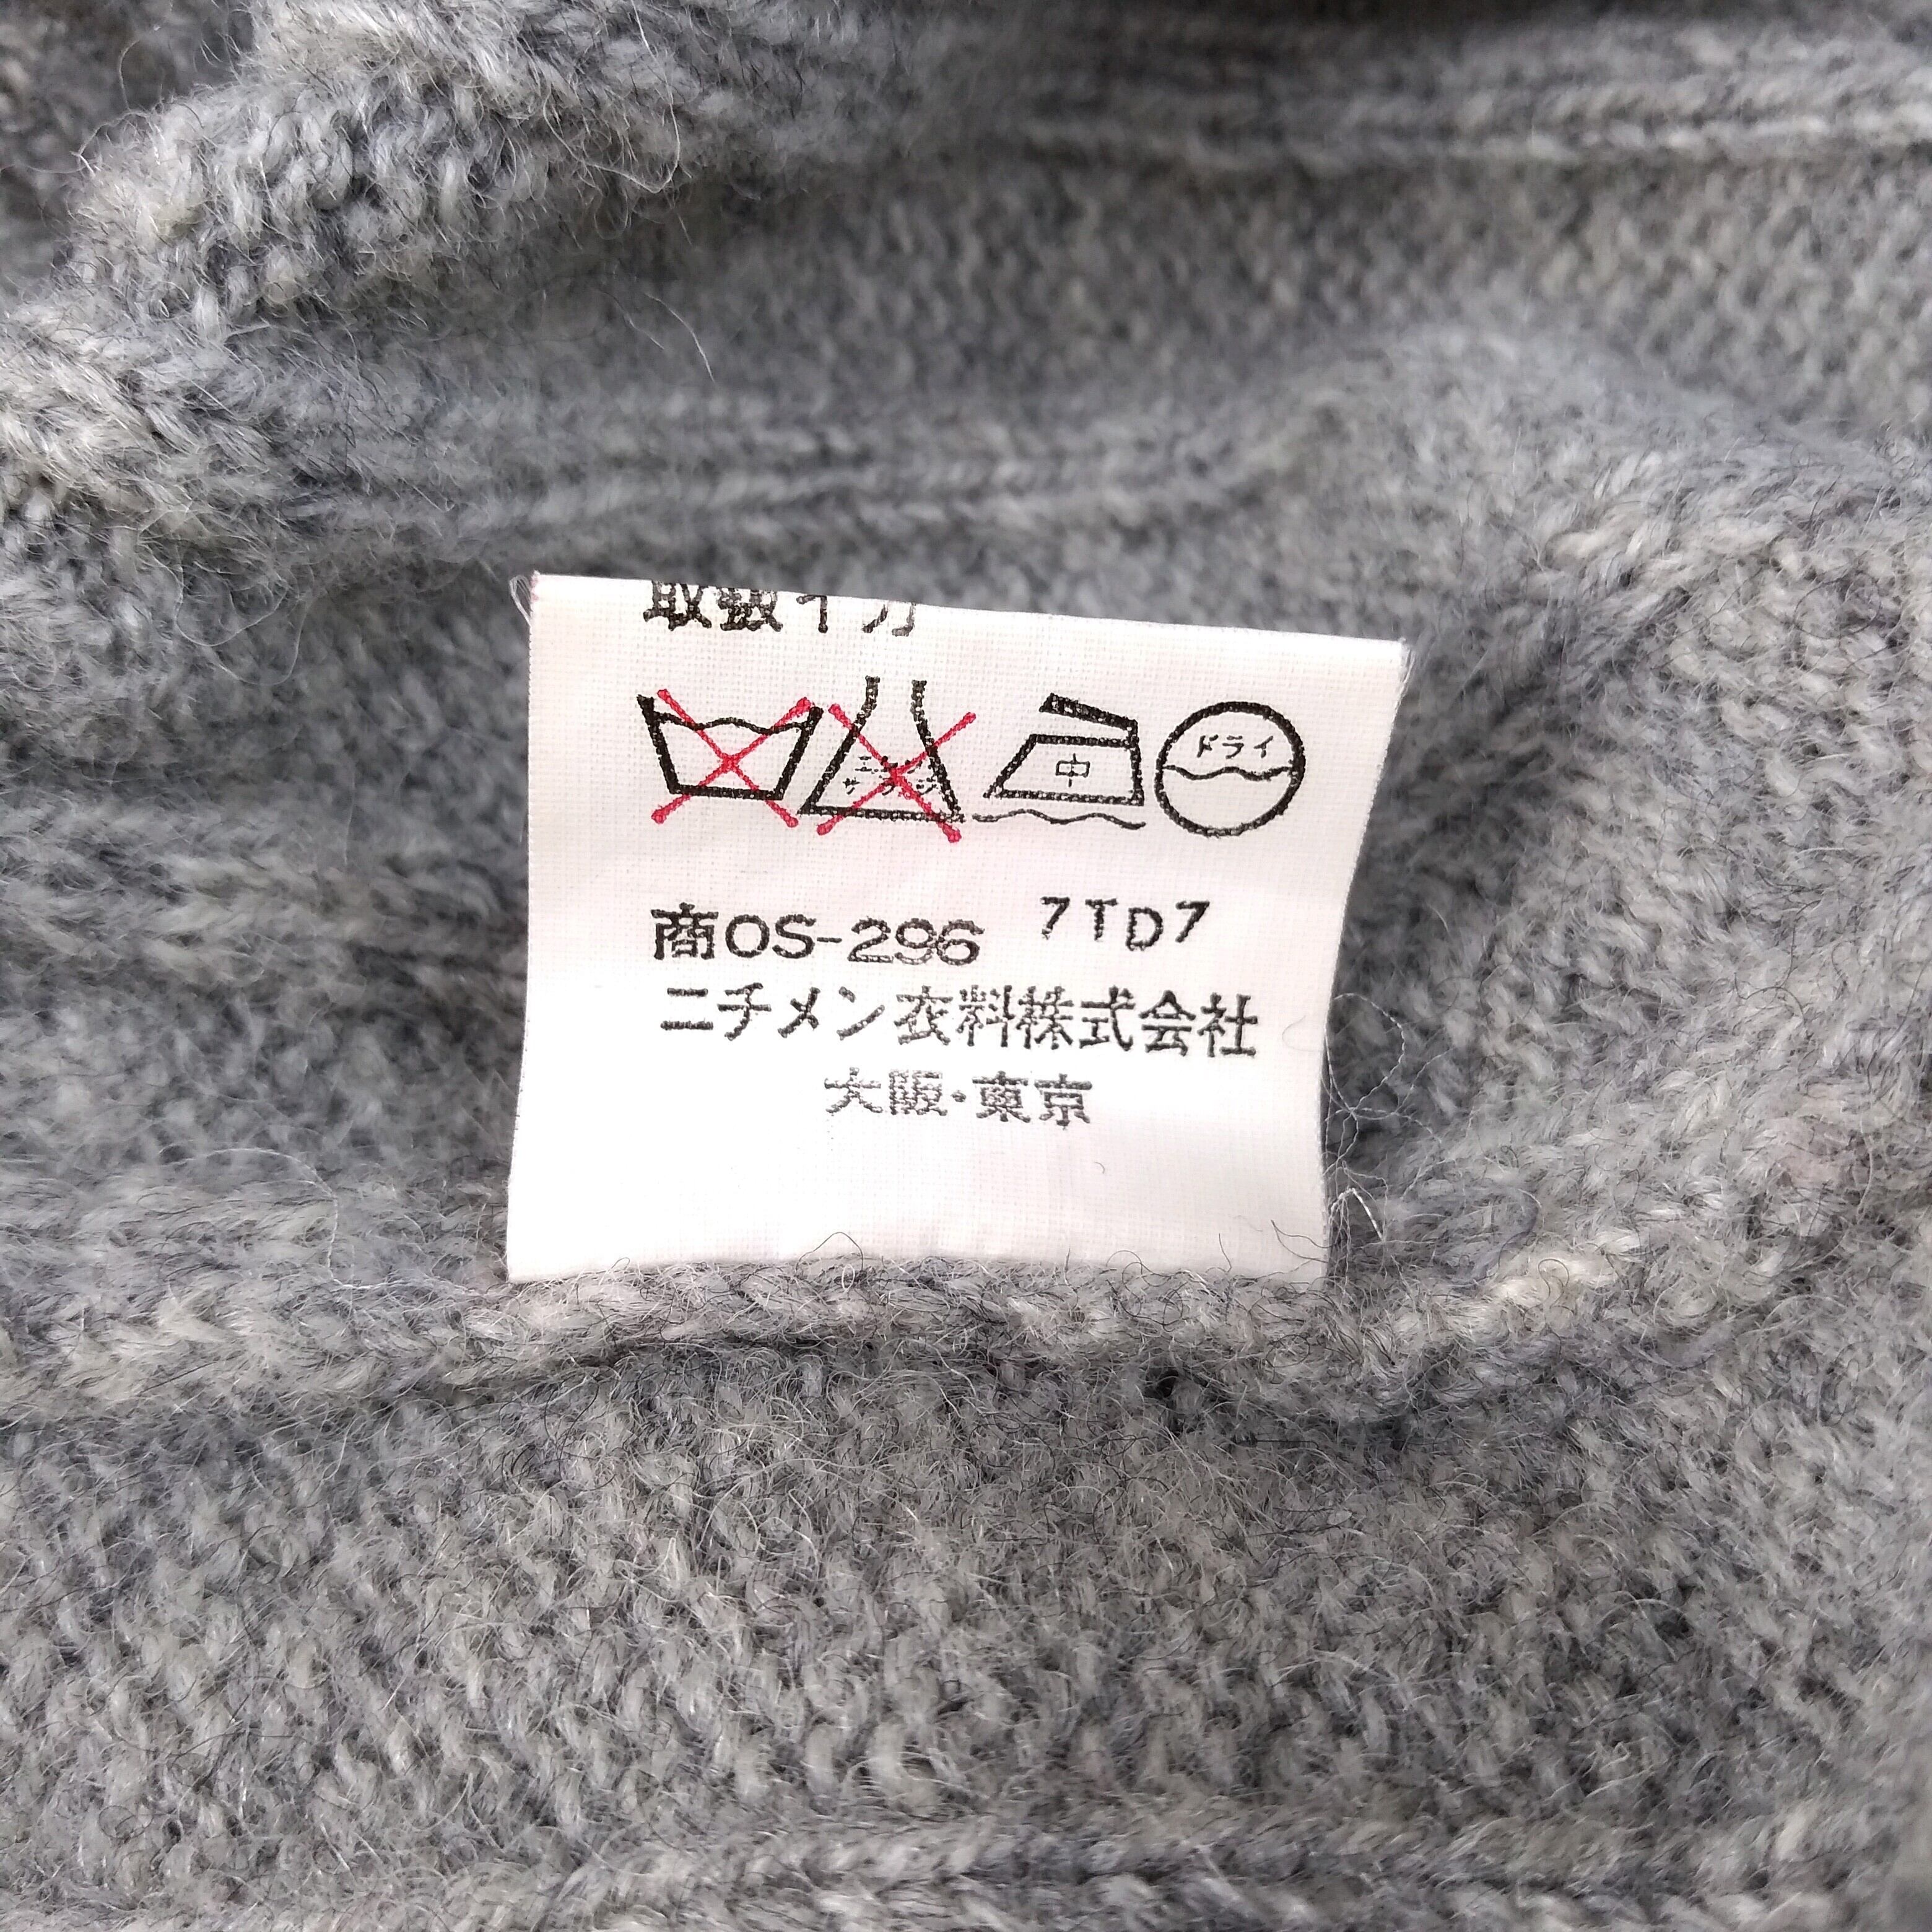 取扱い方
中
ドライ
商OS-296 7TD7
ニチメン衣料株式会社
大阪・東京